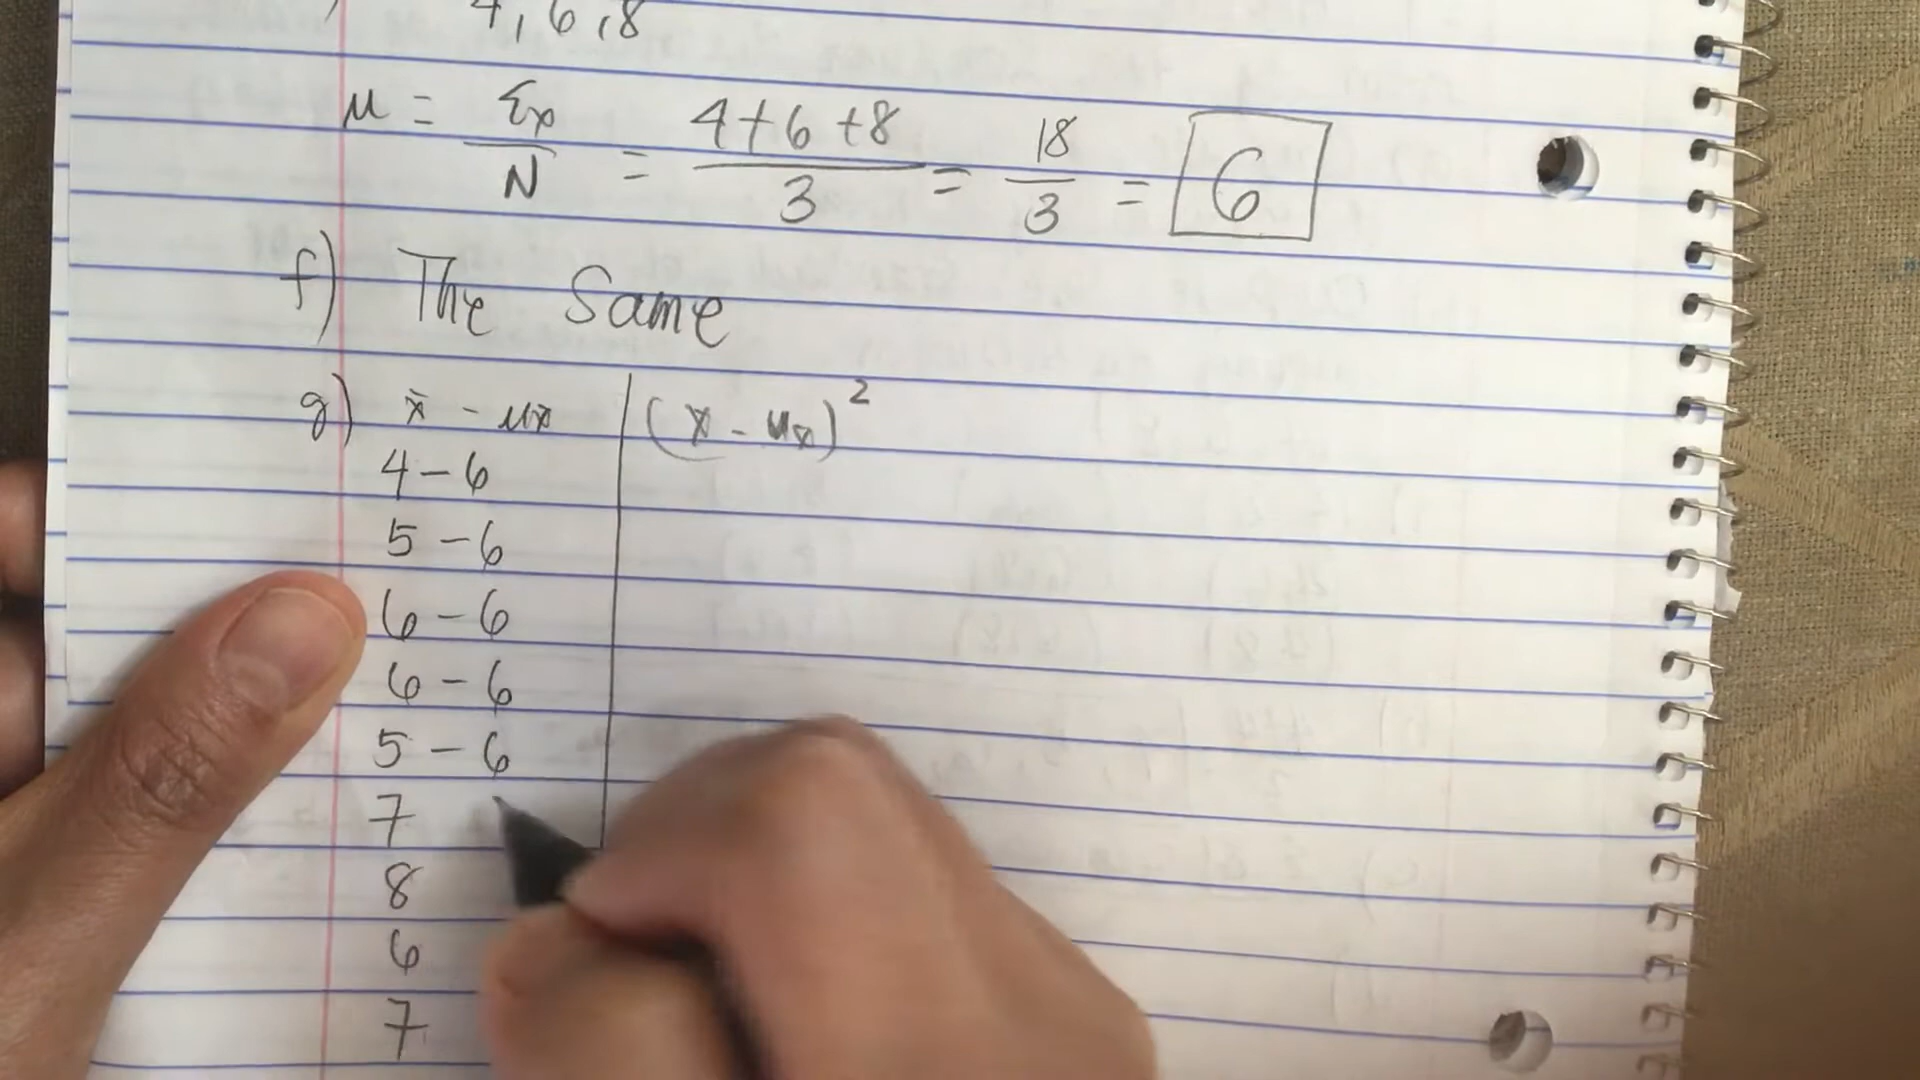 4, 6, 8
μ = Σx / N = 4+6+8 / 3 = 18 / 3 = 6
f) The Same
g) x̄ - μx̄ | (x̄ - μx̄)²
4 - 6
5 - 6
6 - 6
6 - 6
5 - 6
7
8
6
7